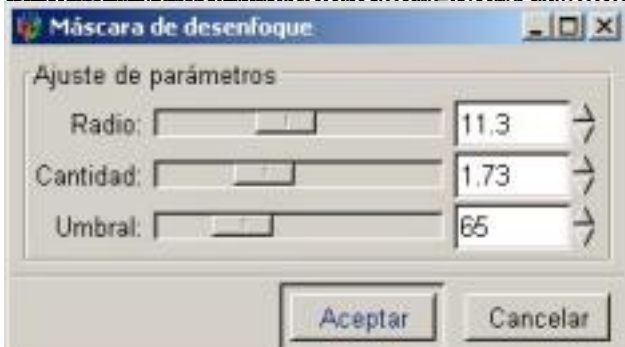 Máscara de desenfoque
Ajuste de parámetros
Radio: 11.3
Cantidad: 1.73
Umbral: 65
Aceptar Cancelar